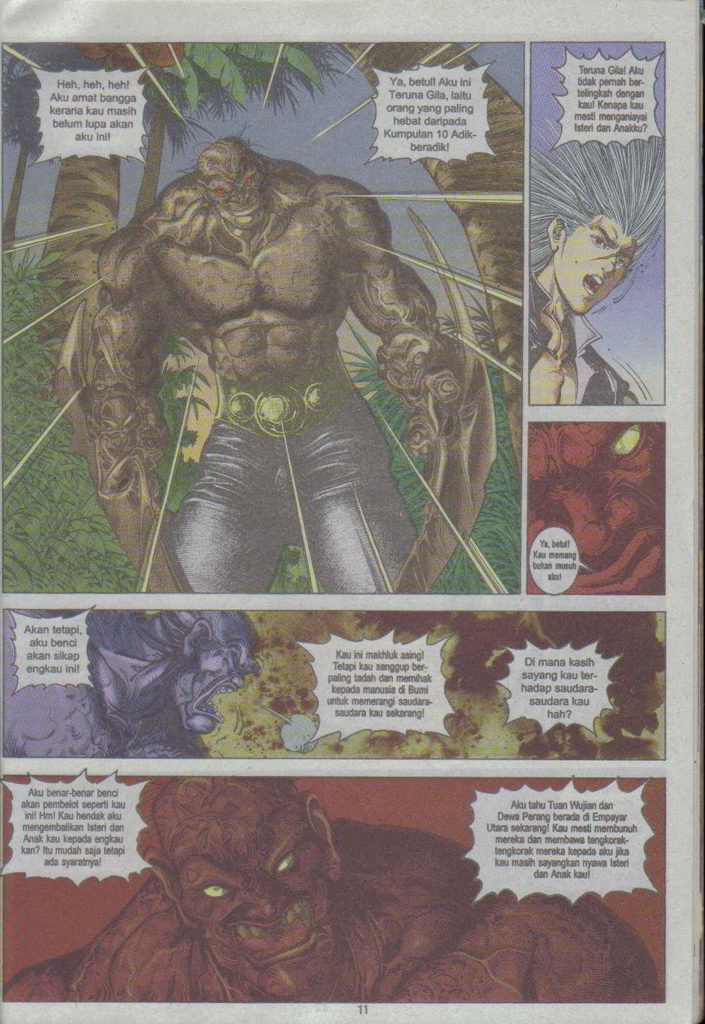 Heh, heh, heh!
Aku amat bangga
kerana kau masih
belum lupa akan
aku ini!
Ya, betul! Aku ini
Teruna Gila, iaitu
orang yang paling
hebat daripada
Kumpulan 10 Adik-
beradik!
Teruna Gila! Aku
tidak pernah ber-
telingkah dengan
kau! Kenapa kau
mesti menganiayai
Isteri dan Anakku?
Ya, betul!
Kau memang
bukan musuh
aku!
Akan tetapi,
aku benci
akan sikap
engkau ini!
Kau ini makhluk asing!
Tetapi kau sanggup ber-
paling tadah dan memihak
kepada manusia di Bumi
untuk memerangi saudara-
saudara kau sekarang!
Di mana kasih
sayang kau ter-
hadap saudara-
saudara kau
hah?
Aku benar-benar benci
akan pembelot seperti kau
ini! Hm! Kau hendak aku
mengembalikan Isteri dan
Anak kau kepada engkau
kan? Itu mudah saja tetapi
ada syaratnya!
Aku tahu Tuan Wujian dan
Dewa Perang berada di Empayar
Utara sekarang! Kau mesti membunuh
mereka dan membawa tengkorak-
tengkorak mereka kepada aku jika
kau masih sayangkan nyawa Isteri
dan Anak kau!
11